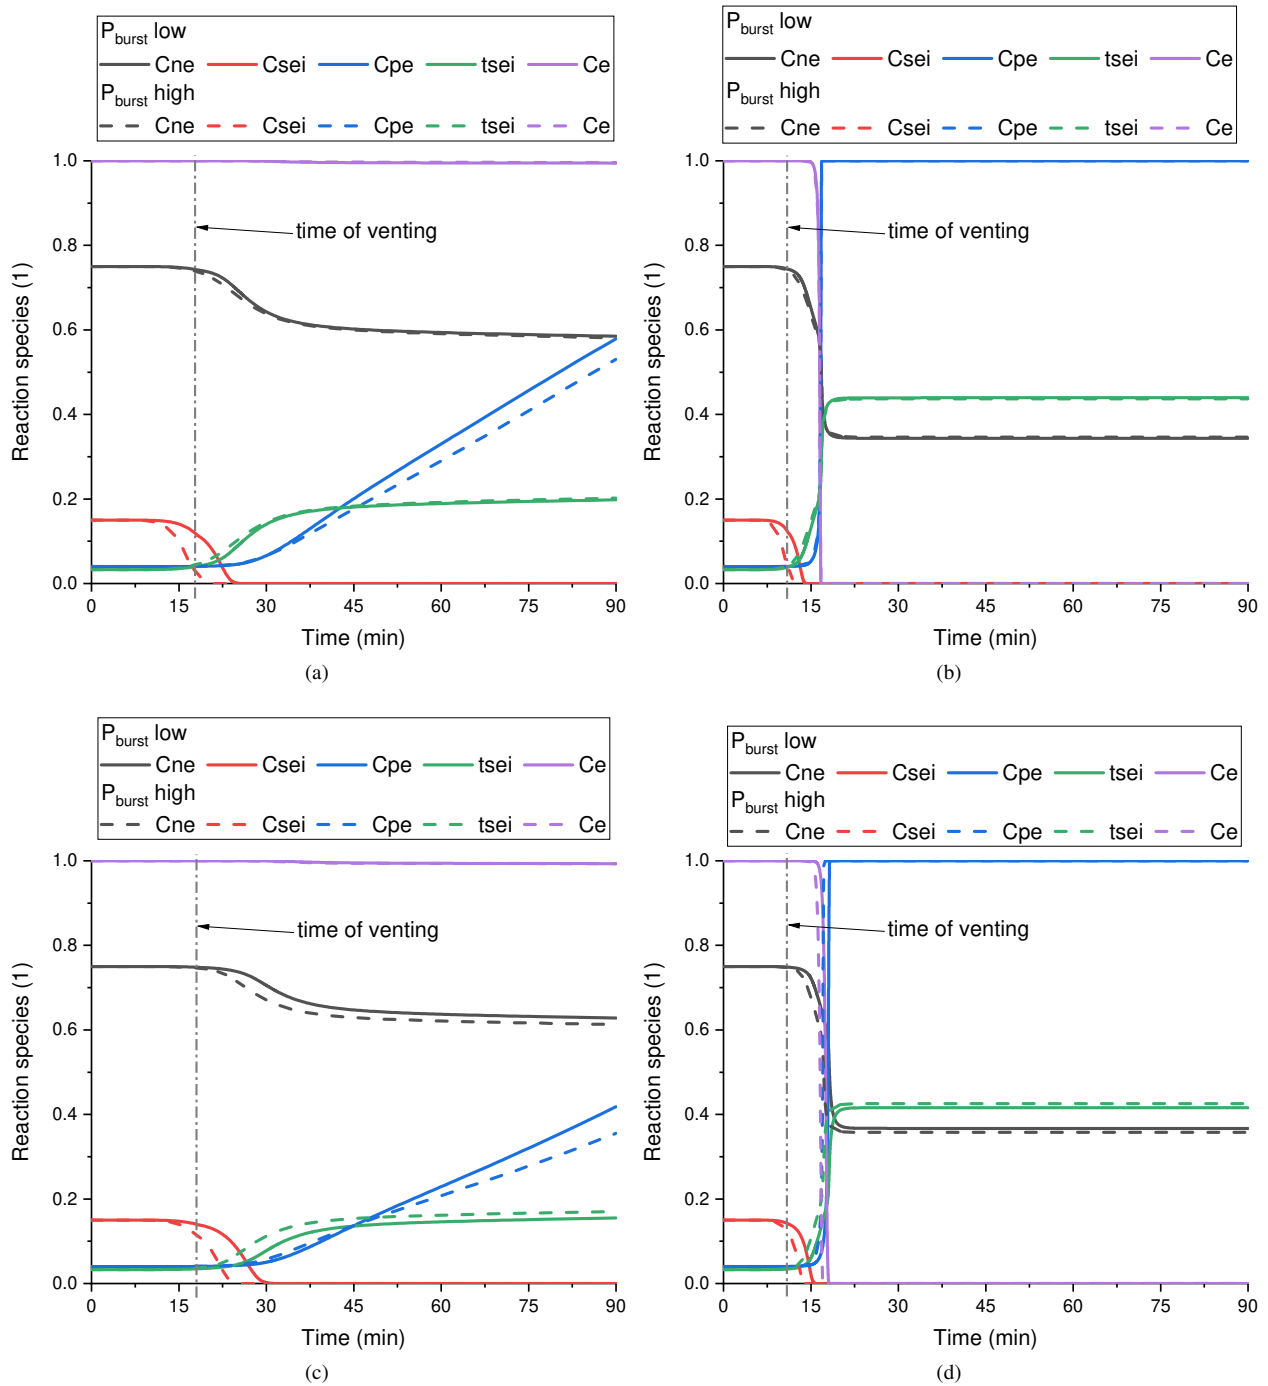 P_burst low
Cne Csei Cpe tsei Ce
P_burst high
Cne Csei Cpe tsei Ce
1.0
0.8
0.6
0.4
0.2
0.0
Reaction species (1)
time of venting
0 15 30 45 60 75 90
Time (min)
(a)
P_burst low
Cne Csei Cpe tsei Ce
P_burst high
Cne Csei Cpe tsei Ce
1.0
0.8
0.6
0.4
0.2
0.0
Reaction species (1)
time of venting
0 15 30 45 60 75 90
Time (min)
(b)
P_burst low
Cne Csei Cpe tsei Ce
P_burst high
Cne Csei Cpe tsei Ce
1.0
0.8
0.6
0.4
0.2
0.0
Reaction species (1)
time of venting
0 15 30 45 60 75 90
Time (min)
(c)
P_burst low
Cne Csei Cpe tsei Ce
P_burst high
Cne Csei Cpe tsei Ce
1.0
0.8
0.6
0.4
0.2
0.0
Reaction species (1)
time of venting
0 15 30 45 60 75 90
Time (min)
(d)